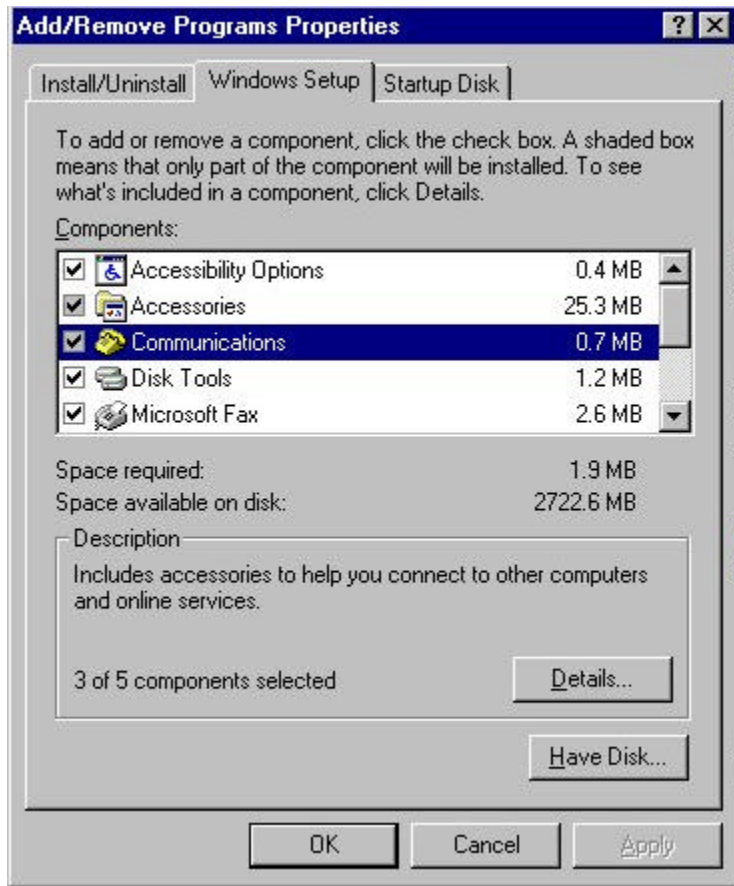 Add/Remove Programs Properties
Install/Uninstall Windows Setup Startup Disk
To add or remove a component, click the check box. A shaded box
means that only part of the component will be installed. To see
what's included in a component, click Details.
Components:
Accessibility Options 0.4 MB
Accessories 25.3 MB
Communications 0.7 MB
Disk Tools 1.2 MB
Microsoft Fax 2.6 MB
Space required: 1.9 MB
Space available on disk: 2722.6 MB
Description
Includes accessories to help you connect to other computers
and online services.
3 of 5 components selected Details...
Have Disk...
OK Cancel Apply